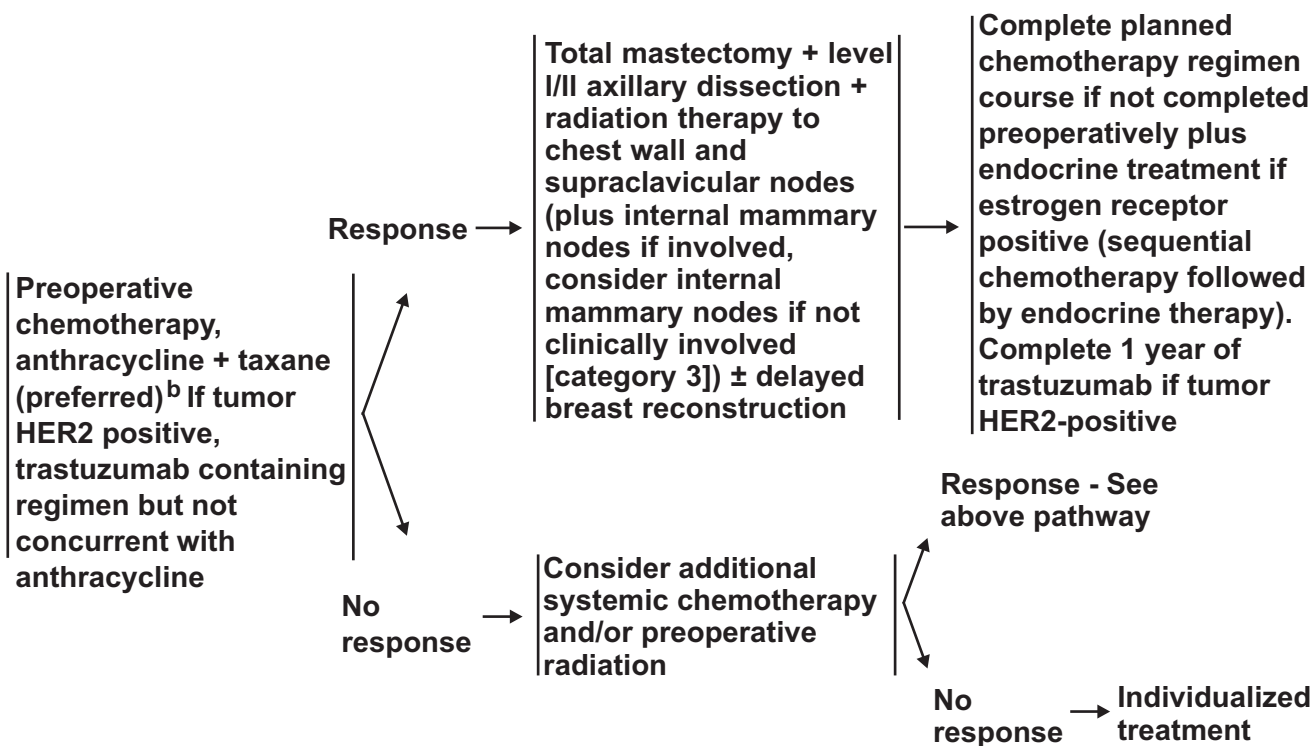 Preoperative
chemotherapy,
anthracycline + taxane
(preferred)b If tumor
HER2 positive,
trastuzumab containing
regimen but not
concurrent with
anthracycline
Response
Total mastectomy + level
I/II axillary dissection +
radiation therapy to
chest wall and
supraclavicular nodes
(plus internal mammary
nodes if involved,
consider internal
mammary nodes if not
clinically involved
[category 3]) ± delayed
breast reconstruction
Complete planned
chemotherapy regimen
course if not completed
preoperatively plus
endocrine treatment if
estrogen receptor
positive (sequential
chemotherapy followed
by endocrine therapy).
Complete 1 year of
trastuzumab if tumor
HER2-positive
No
response
Consider additional
systemic chemotherapy
and/or preoperative
radiation
Response - See
above pathway
No
response
Individualized
treatment